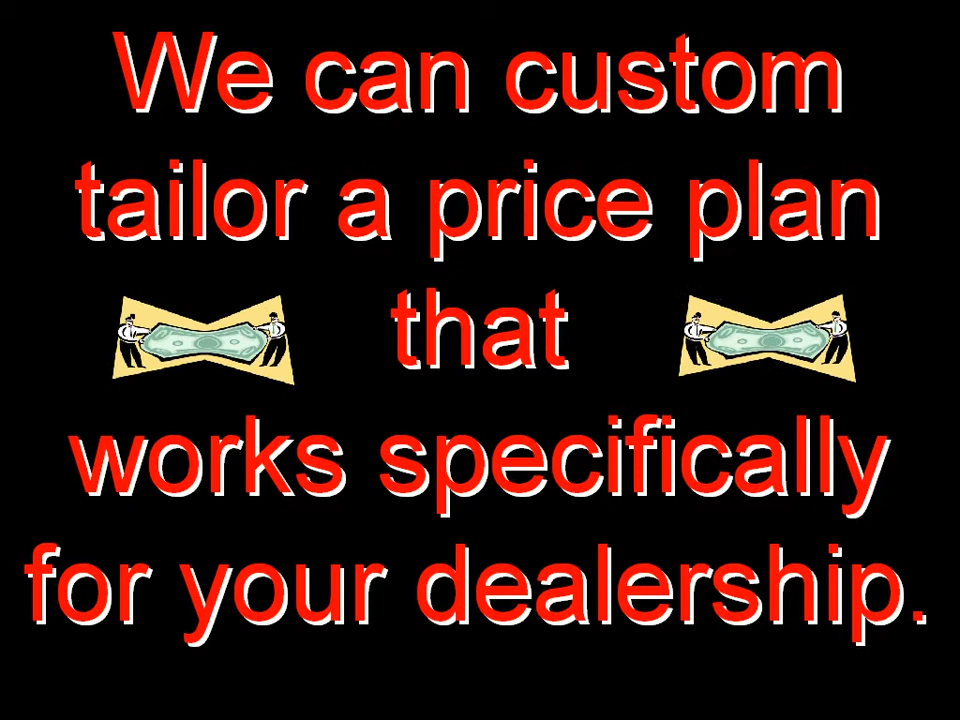 We can custom
tailor a price plan
that
works specifically
for your dealership.